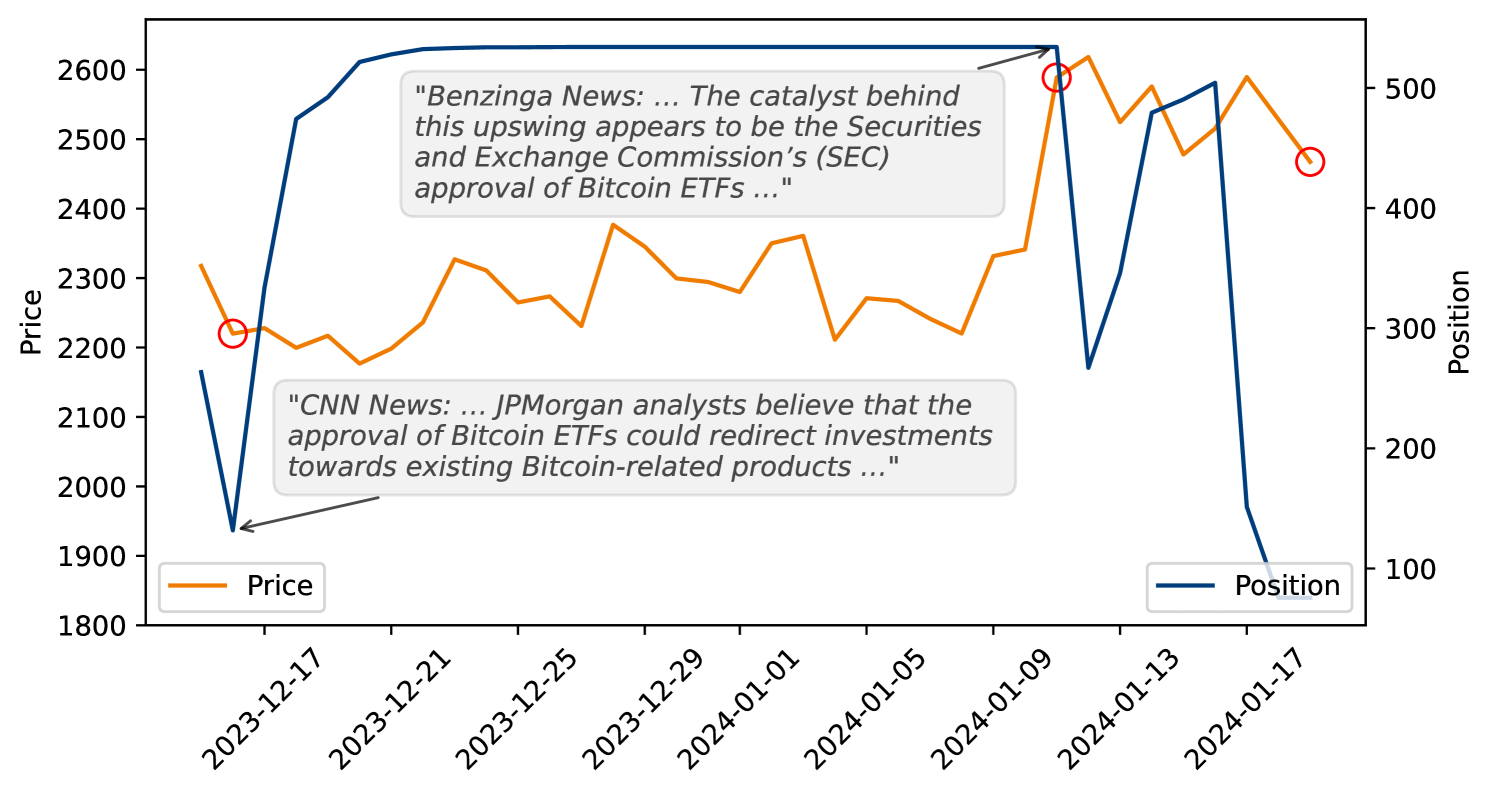 2600
2500
2400
2300
2200
2100
2000
1900
1800
Price
"Benzinga News: ... The catalyst behind
this upswing appears to be the Securities
and Exchange Commission’s (SEC)
approval of Bitcoin ETFs ..."
"CNN News: ... JPMorgan analysts believe that the
approval of Bitcoin ETFs could redirect investments
towards existing Bitcoin-related products ..."
Price
Position
500
400
300
200
100
Position
2023-12-17
2023-12-21
2023-12-25
2023-12-29
2024-01-01
2024-01-05
2024-01-09
2024-01-13
2024-01-17